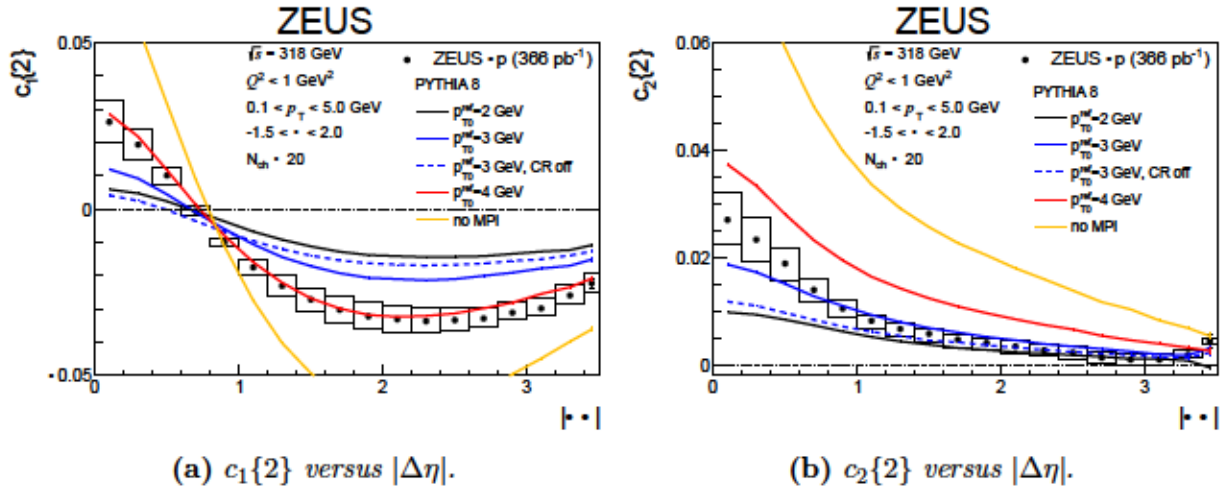 ZEUS
c₁{2}
0.05
0
-0.05
√s = 318 GeV
Q² < 1 GeV²
0.1 < p_T < 5.0 GeV
-1.5 < • < 2.0
N_ch • 20
• ZEUS •p (366 pb⁻¹)
PYTHIA 8
p_T0^ref=2 GeV
p_T0^ref=3 GeV
p_T0^ref=3 GeV, CR off
p_T0^ref=4 GeV
no MPI
0 1 2 3
|• •|
(a) c₁{2} versus |Δη|.
ZEUS
c₂{2}
0.06
0.04
0.02
0
√s = 318 GeV
Q² < 1 GeV²
0.1 < p_T < 5.0 GeV
-1.5 < • < 2.0
N_ch • 20
• ZEUS •p (366 pb⁻¹)
PYTHIA 8
p_T0^ref=2 GeV
p_T0^ref=3 GeV
p_T0^ref=3 GeV, CR off
p_T0^ref=4 GeV
no MPI
0 1 2 3
|• •|
(b) c₂{2} versus |Δη|.